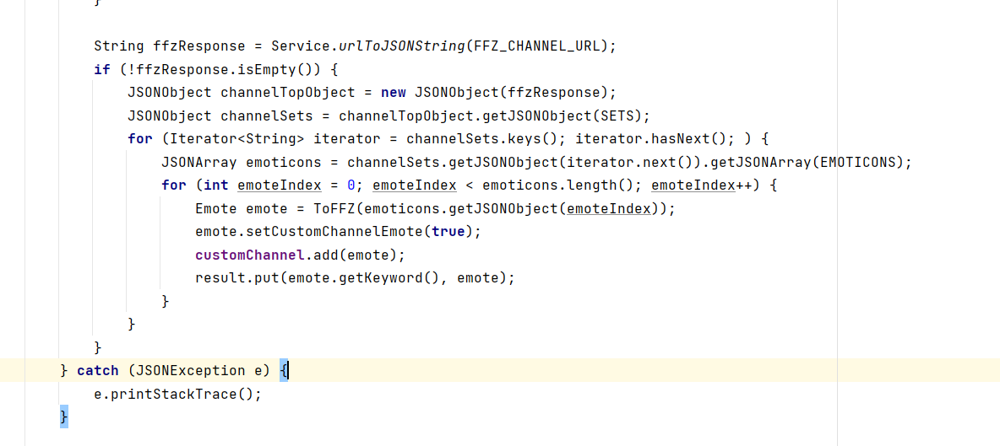 }
String ffzResponse = Service.urlToJSONString(FFZ_CHANNEL_URL);
if (!ffzResponse.isEmpty()) {
JSONObject channelTopObject = new JSONObject(ffzResponse);
JSONObject channelSets = channelTopObject.getJSONObject(SETS);
for (Iterator<String> iterator = channelSets.keys(); iterator.hasNext(); ) {
JSONArray emoticons = channelSets.getJSONObject(iterator.next()).getJSONArray(EMOTICONS);
for (int emoteIndex = 0; emoteIndex < emoticons.length(); emoteIndex++) {
Emote emote = ToFFZ(emoticons.getJSONObject(emoteIndex));
emote.setCustomChannelEmote(true);
customChannel.add(emote);
result.put(emote.getKeyword(), emote);
}
}
}
} catch (JSONException e) {
e.printStackTrace();
}